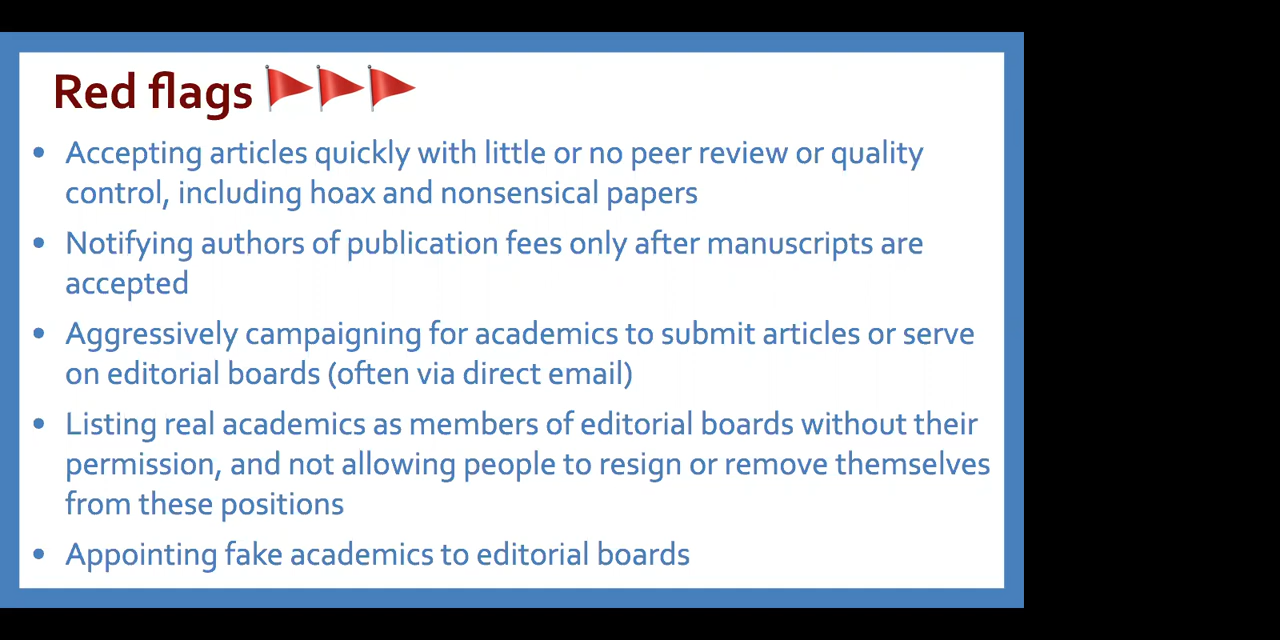 Red flags
• Accepting articles quickly with little or no peer review or quality
control, including hoax and nonsensical papers
• Notifying authors of publication fees only after manuscripts are
accepted
• Aggressively campaigning for academics to submit articles or serve
on editorial boards (often via direct email)
• Listing real academics as members of editorial boards without their
permission, and not allowing people to resign or remove themselves
from these positions
• Appointing fake academics to editorial boards